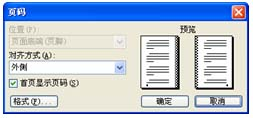 页码
位置(P):
页面底端(页脚)
对齐方式(A):
外侧
首页显示页码(S)
格式(F)...
预览
确定
取消